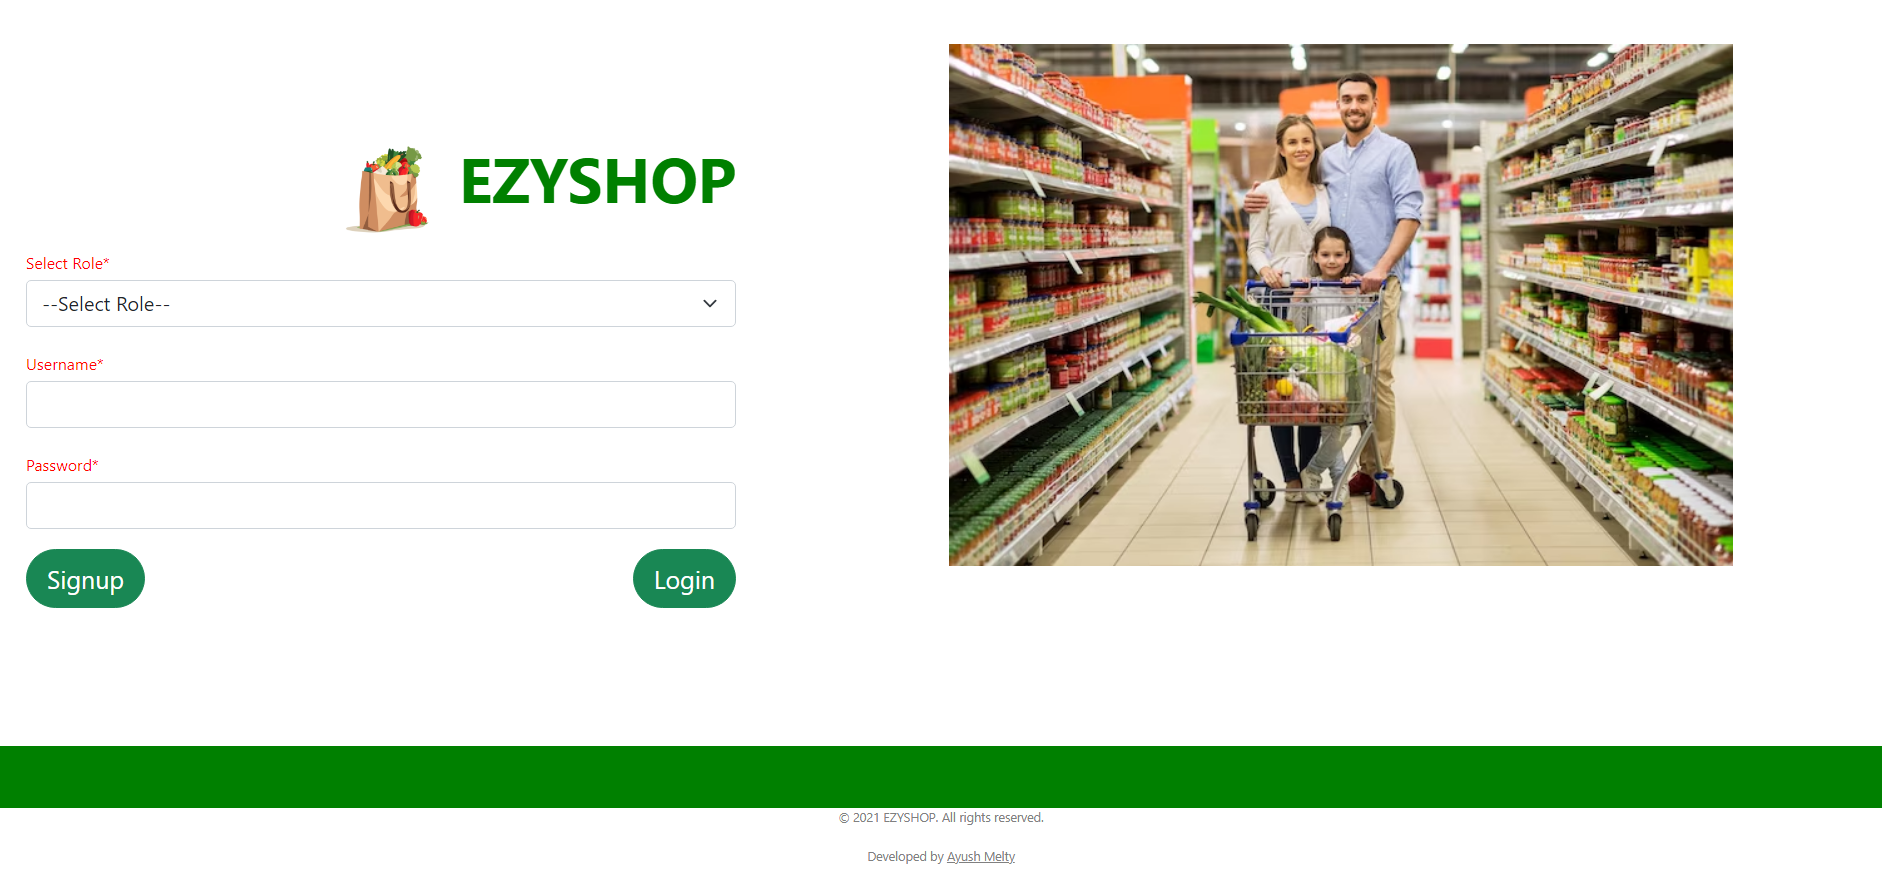 EZYSHOP
Select Role*
--Select Role--
Username*
Password*
Signup
Login
© 2021 EZYSHOP. All rights reserved.
Developed by Ayush Melty